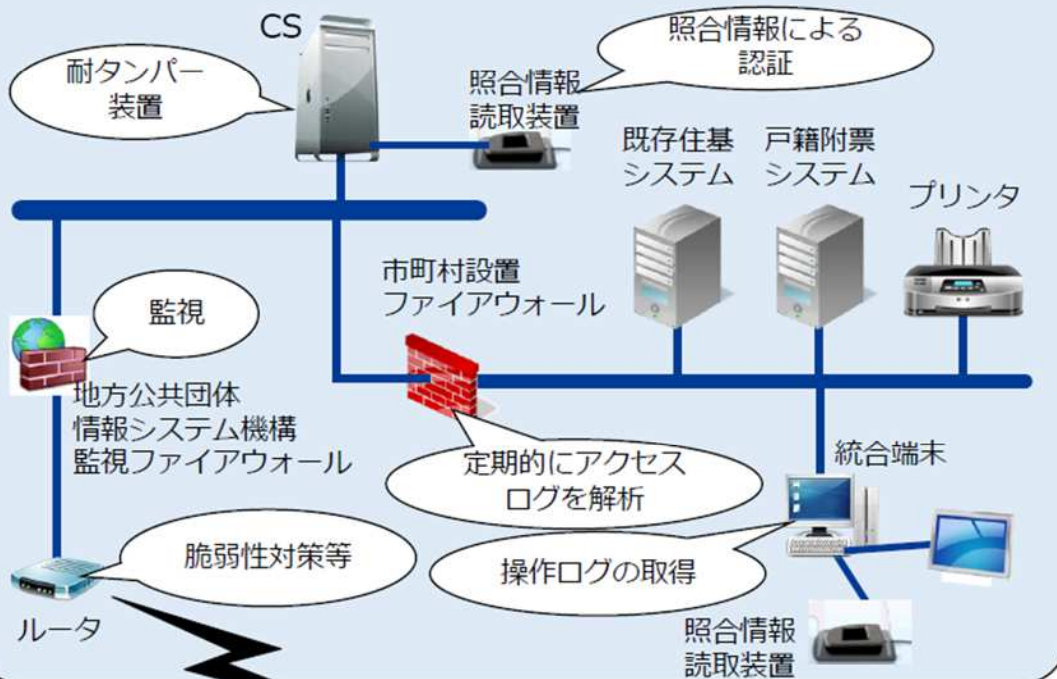 CS
耐タンパー
装置
照合情報
読取装置
照合情報による
認証
既存住基
システム
戸籍附票
システム
プリンタ
市町村設置
ファイアウォール
監視
地方公共団体
情報システム機構
監視ファイアウォール
定期的にアクセス
ログを解析
統合端末
操作ログの取得
脆弱性対策等
ルータ
照合情報
読取装置